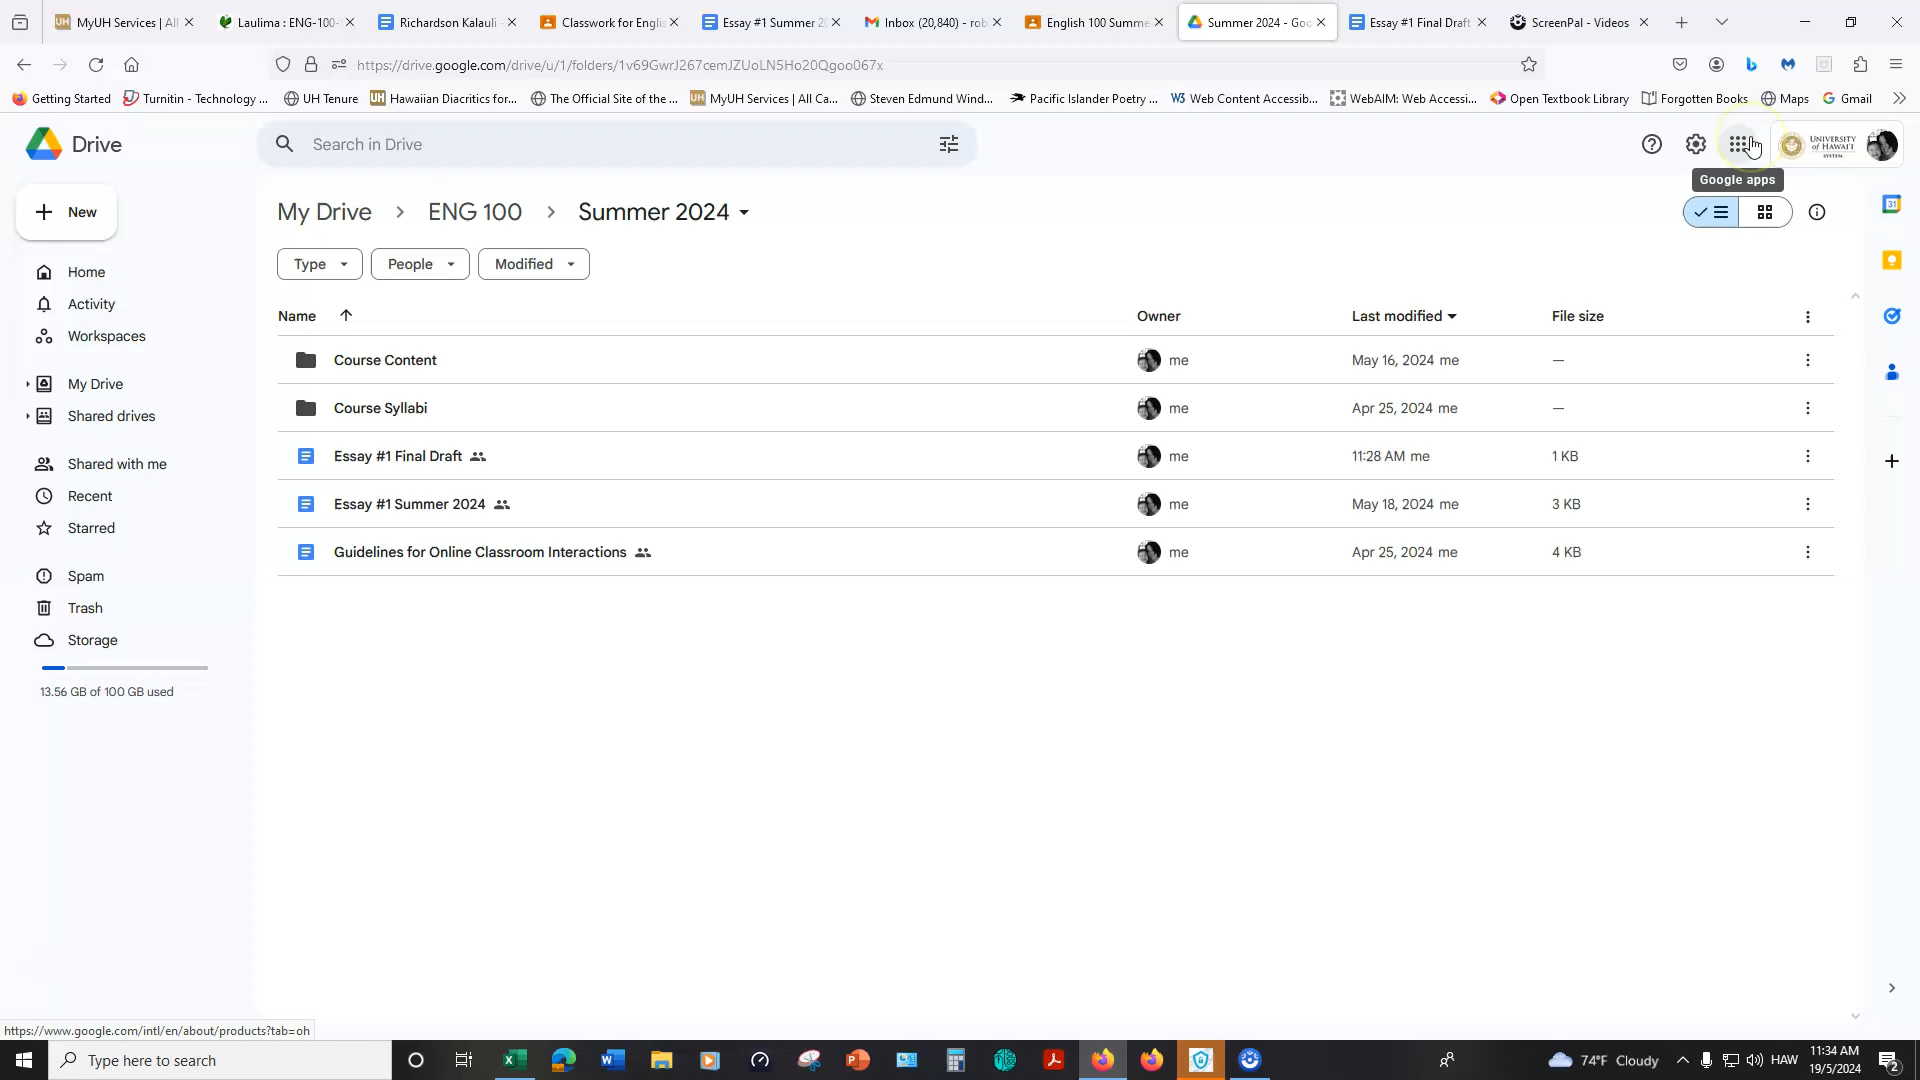 MyUH Services | All
Laulima : ENG-100-
Richardson Kalauli -
Classwork for Englis
Essay #1 Summer 20
Inbox (20,840) - rob
English 100 Summe
Summer 2024 - Goo
Essay #1 Final Draft
ScreenPal - Videos
https://drive.google.com/drive/u/1/folders/1v69GwrJ267cemJZUoLN5Ho20Qgoo067x
Getting Started
Turnitin - Technology ...
UH Tenure
Hawaiian Diacritics for...
The Official Site of the ...
MyUH Services | All Ca...
Steven Edmund Wind...
Pacific Islander Poetry ...
Web Content Accessib...
WebAIM: Web Accessi...
Open Textbook Library
Forgotten Books
Maps
Gmail
Drive
Search in Drive
UNIVERSITY
of HAWAI'I
SYSTEM
Google apps
New
My Drive > ENG 100 > Summer 2024
Type
People
Modified
Home
Activity
Workspaces
My Drive
Shared drives
Shared with me
Recent
Starred
Spam
Trash
Storage
13.56 GB of 100 GB used
Name Owner Last modified File size
Course Content me May 16, 2024 me —
Course Syllabi me Apr 25, 2024 me —
Essay #1 Final Draft me 11:28 AM me 1 KB
Essay #1 Summer 2024 me May 18, 2024 me 3 KB
Guidelines for Online Classroom Interactions me Apr 25, 2024 me 4 KB
31
https://www.google.com/intl/en/about/products?tab=oh
Type here to search
74°F Cloudy
HAW
11:34 AM
19/5/2024
2